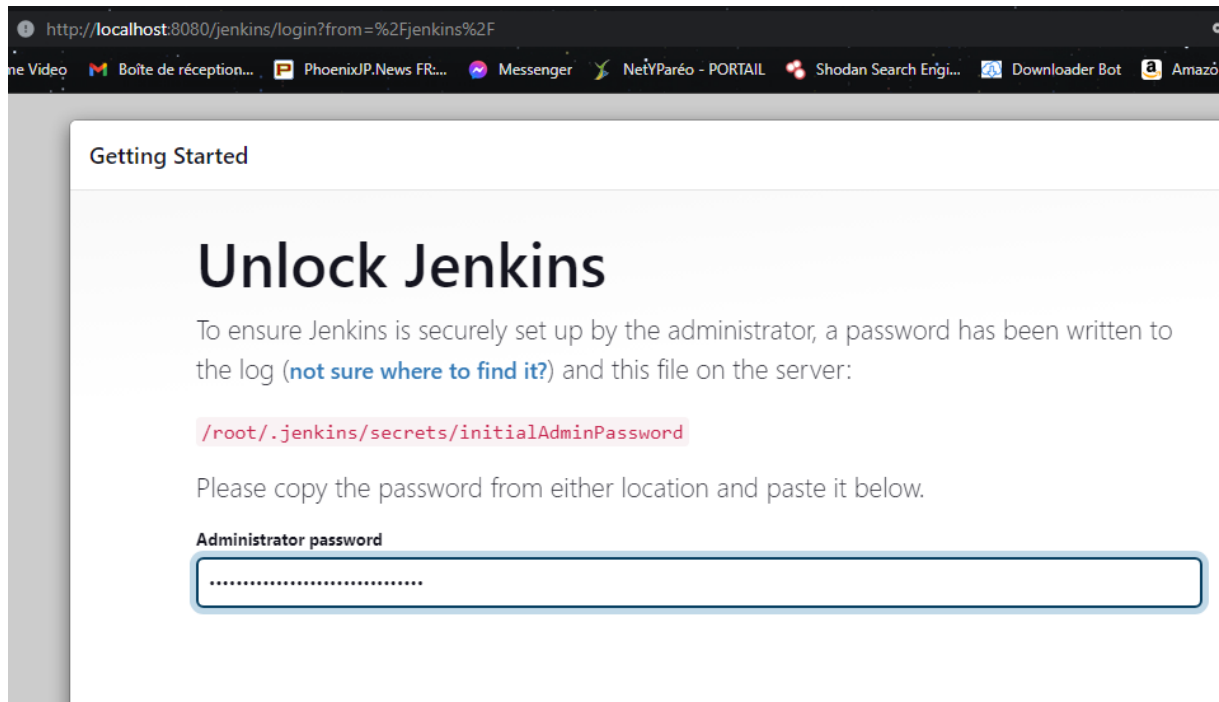 http://localhost:8080/jenkins/login?from=%2Fjenkins%2F
me Video Boîte de réception... PhoenixJP.News FR:... Messenger NetYParéo - PORTAIL Shodan Search Engi... Downloader Bot Amazo
Getting Started
Unlock Jenkins
To ensure Jenkins is securely set up by the administrator, a password has been written to
the log (not sure where to find it?) and this file on the server:
/root/.jenkins/secrets/initialAdminPassword
Please copy the password from either location and paste it below.
Administrator password